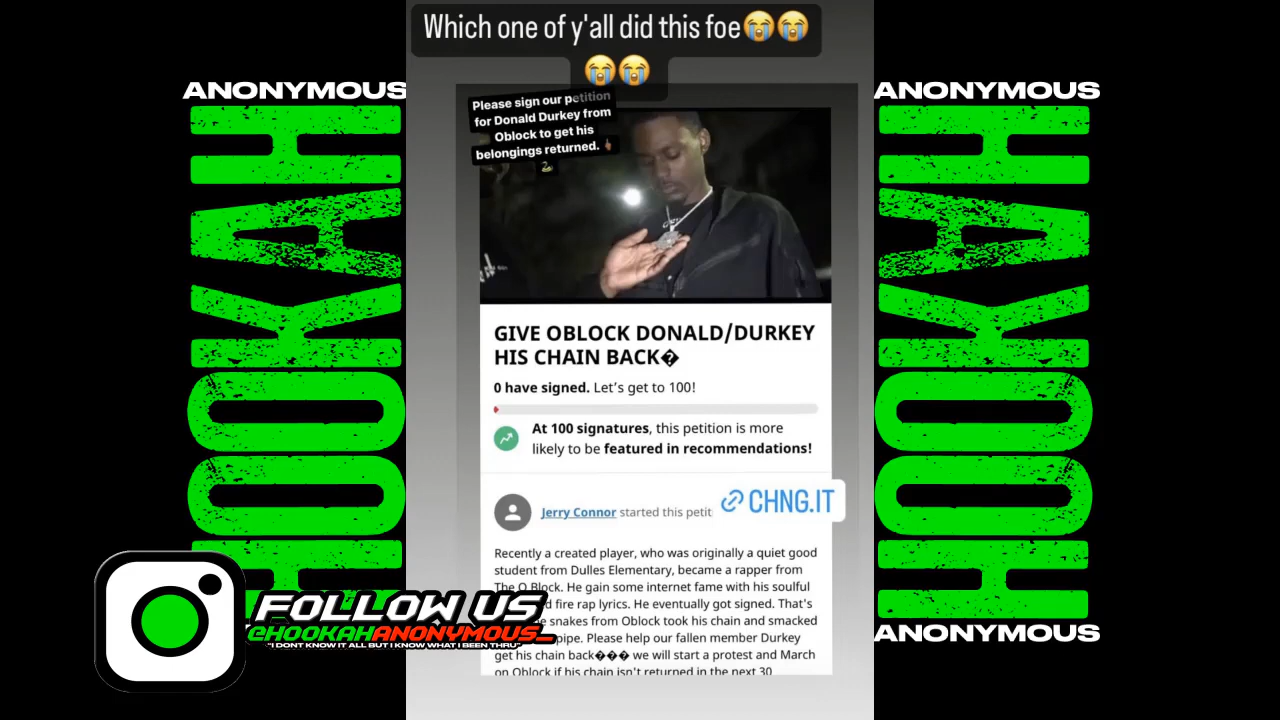 Which one of y'all did this foe😭😭
😭😭
ANONYMOUS
HOOKAH
ANONYMOUS
HOOKAH
ANONYMOUS
Please sign our petition
for Donald Durkey from
Oblock to get his
belongings returned.
GIVE OBLOCK DONALD/DURKEY
HIS CHAIN BACK�
0 have signed. Let's get to 100!
At 100 signatures, this petition is more
likely to be featured in recommendations!
Jerry Connor started this petit
CHNG.IT
Recently a created player, who was originally a quiet good
student from Dulles Elementary, became a rapper from
The O Block. He gain some internet fame with his soulful
fire rap lyrics. He eventually got signed. That's
snakes from Oblock took his chain and smacked
pipe. Please help our fallen member Durkey
get his chain back��� we will start a protest and March
on Oblock if his chain isn't returned in the next 30
FOLLOW US
@HOOKAHANONYMOUS_
"I DONT KNOW IT ALL BUT I KNOW WHAT I BEEN THRU"